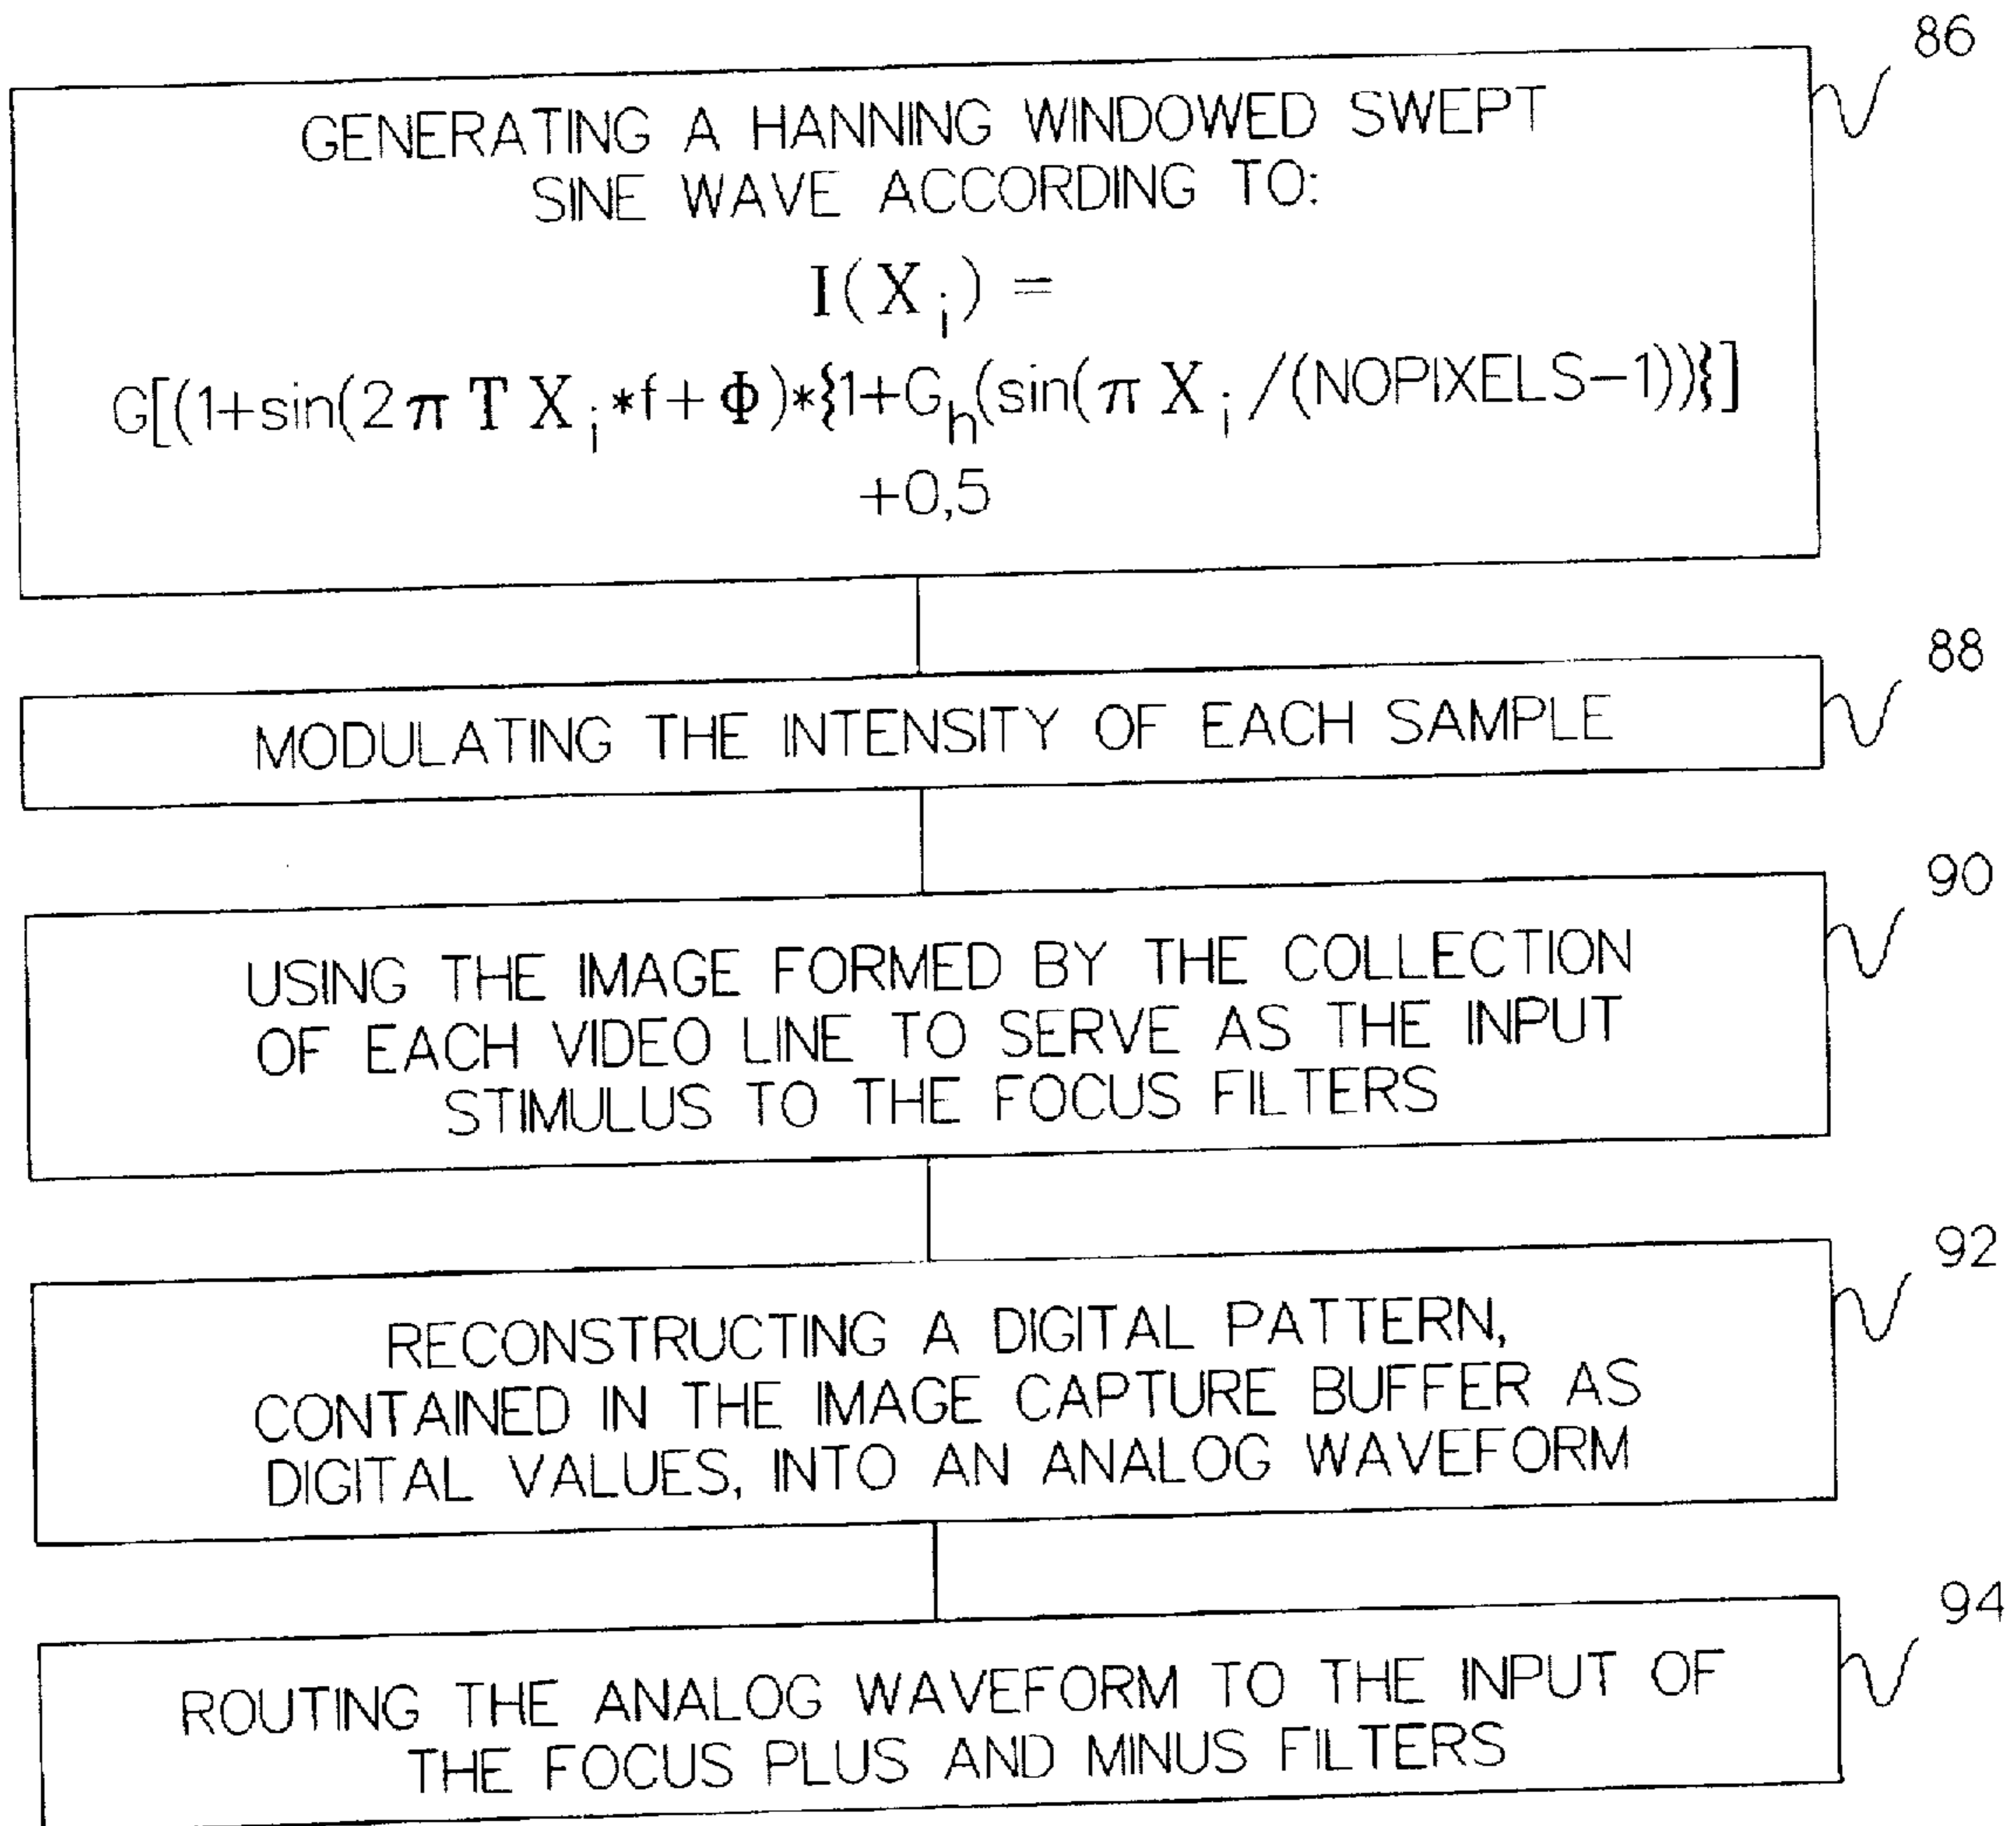 86
GENERATING A HANNING WINDOWED SWEPT
SINE WAVE ACCORDING TO:
I(X i) =
G[(1+sin(2π T X i *f+Φ)*{1+G h (sin(π X i /(NOPIXELS-1))}]
+0,5
88
MODULATING THE INTENSITY OF EACH SAMPLE
90
USING THE IMAGE FORMED BY THE COLLECTION
OF EACH VIDEO LINE TO SERVE AS THE INPUT
STIMULUS TO THE FOCUS FILTERS
92
RECONSTRUCTING A DIGITAL PATTERN,
CONTAINED IN THE IMAGE CAPTURE BUFFER AS
DIGITAL VALUES, INTO AN ANALOG WAVEFORM
94
ROUTING THE ANALOG WAVEFORM TO THE INPUT OF
THE FOCUS PLUS AND MINUS FILTERS